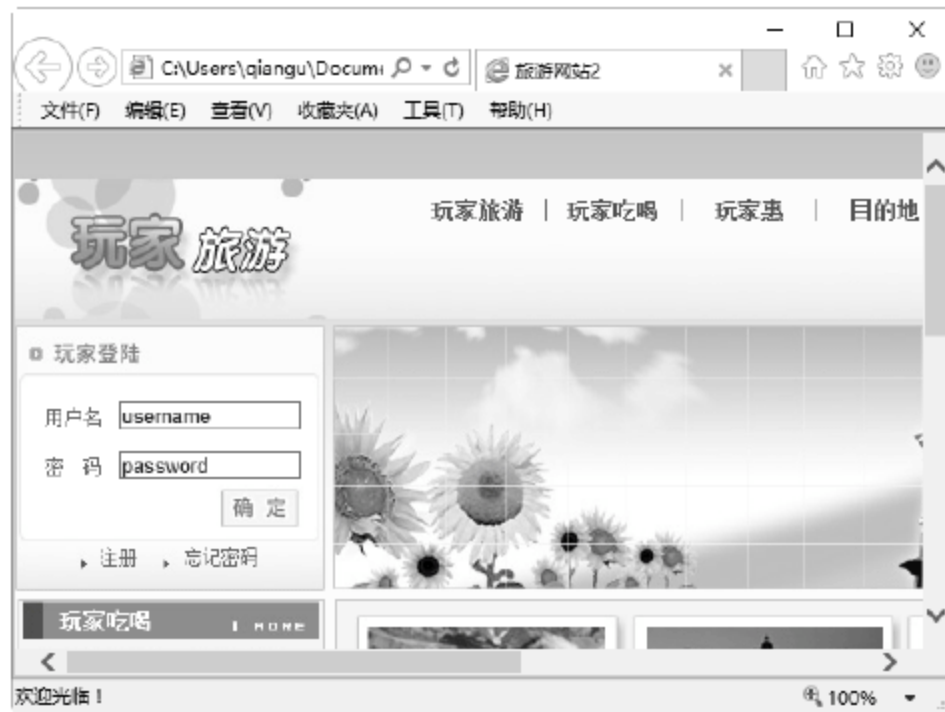 C:\Users\qiangu\Docum 旅游网站2
文件(F) 编辑(E) 查看(V) 收藏夹(A) 工具(T) 帮助(H)
玩家旅游 | 玩家吃喝 | 玩家惠 | 目的地
玩家 旅游
玩家登陆
用户名 username
密 码 password
确 定
注册 忘记密码
玩家吃喝 MORE
欢迎光临！ 100%